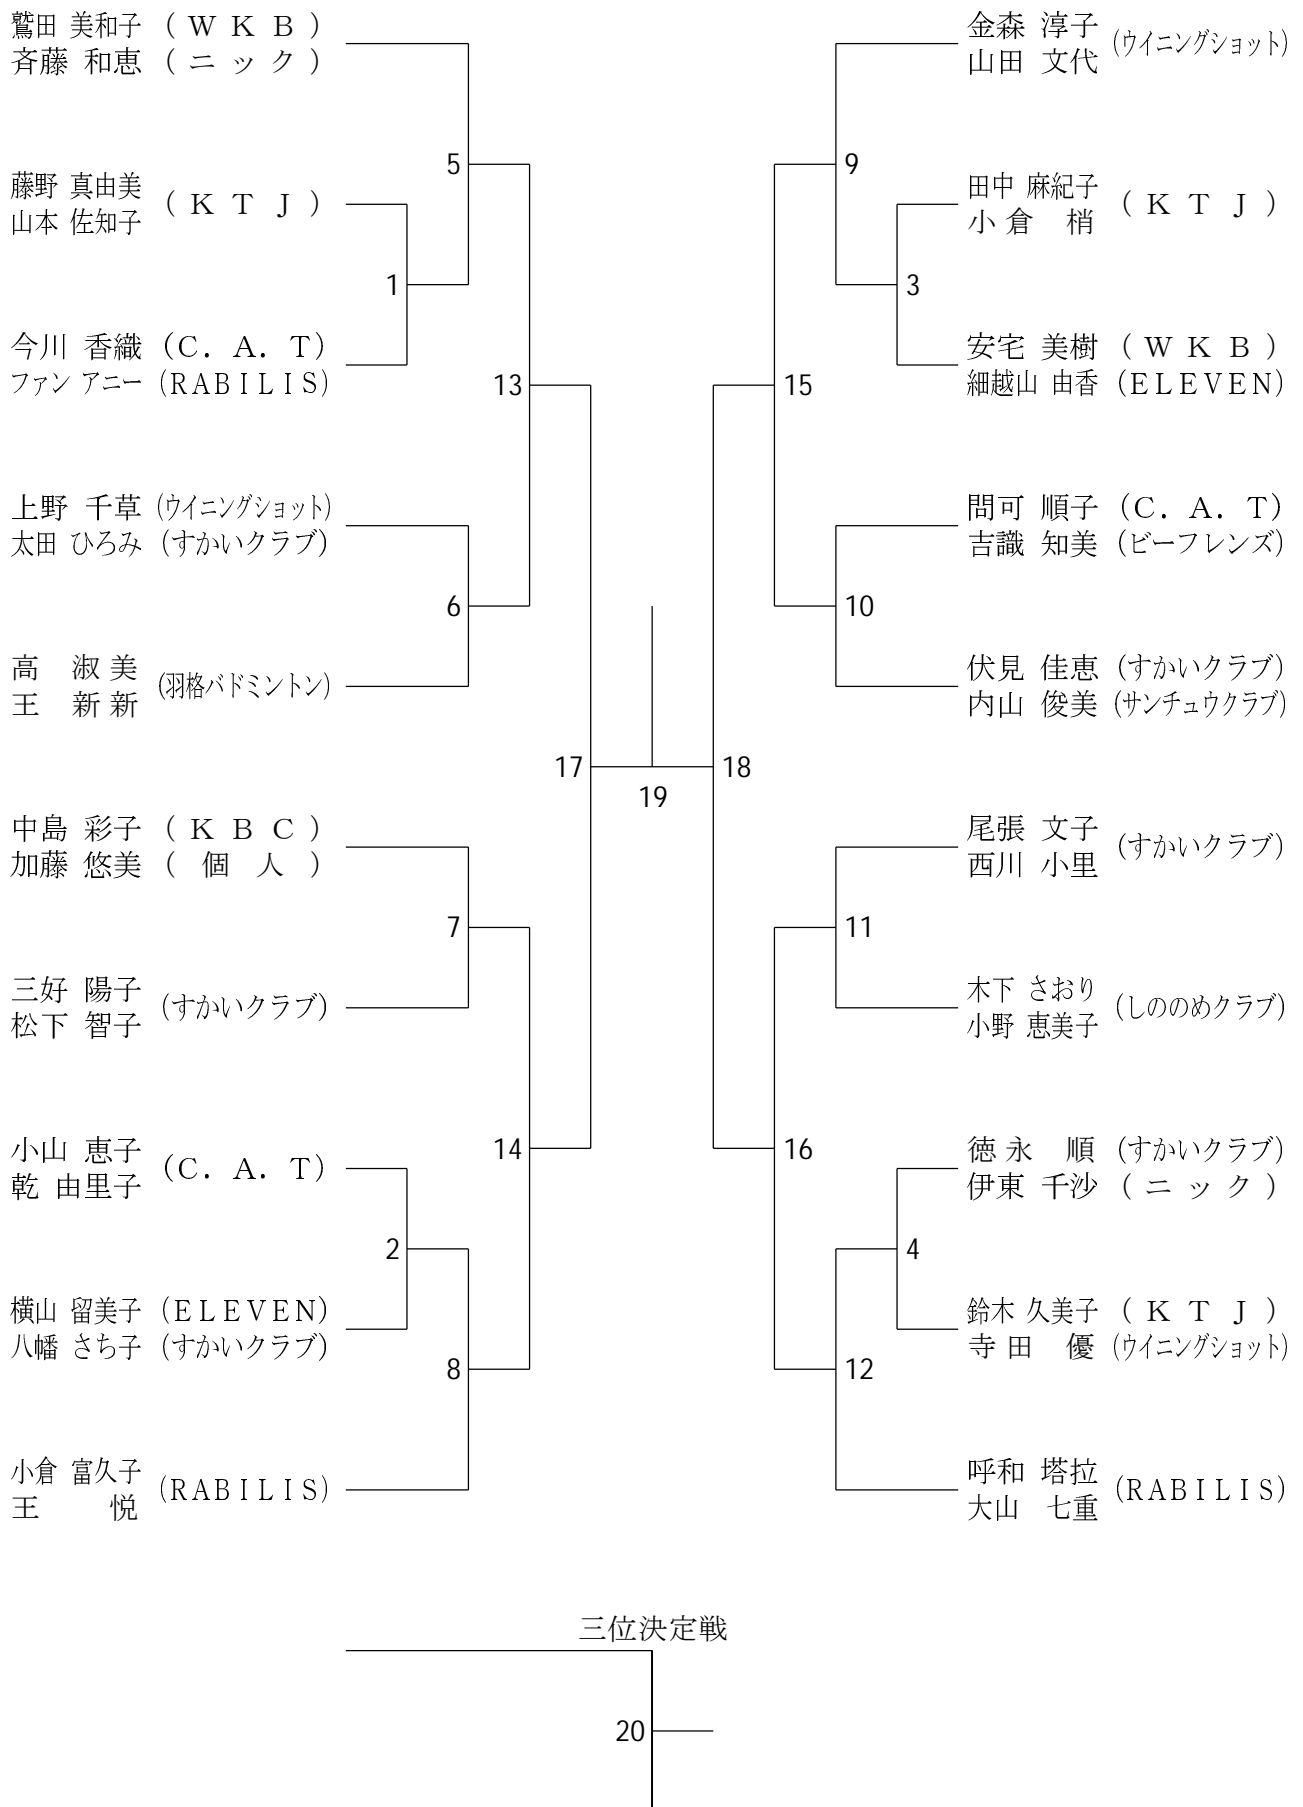 鷲田 美和子 (ＷＫＢ)
斉藤 和恵 (ニック)
5
藤野 真由美
山本 佐知子 (ＫＴＪ)
1
今川 香織 (Ｃ．Ａ．Ｔ)
ファン アニー (ＲＡＢＩＬＩＳ)
13
上野 千草 (ウイニングショット)
太田 ひろみ (すかいクラブ)
6
高 淑美
王 新新 (羽格バドミントン)
17
中島 彩子 (ＫＢＣ)
加藤 悠美 (個人)
7
三好 陽子
松下 智子 (すかいクラブ)
14
小山 恵子
乾 由里子 (Ｃ．Ａ．Ｔ)
2
横山 留美子 (ＥＬＥＶＥＮ)
八幡 さち子 (すかいクラブ)
8
小倉 富久子
王 悦 (ＲＡＢＩＬＩＳ)
19
金森 淳子
山田 文代 (ウイニングショット)
9
田中 麻紀子
小倉 梢 (ＫＴＪ)
3
安宅 美樹 (ＷＫＢ)
細越山 由香 (ＥＬＥＶＥＮ)
15
問可 順子 (Ｃ．Ａ．Ｔ)
吉識 知美 (ビーフレンズ)
10
伏見 佳恵 (すかいクラブ)
内山 俊美 (サンチュウクラブ)
18
尾張 文子
西川 小里 (すかいクラブ)
11
木下 さおり
小野 恵美子 (しののめクラブ)
16
徳永 順 (すかいクラブ)
伊東 千沙 (ニック)
4
鈴木 久美子 (ＫＴＪ)
寺田 優 (ウイニングショット)
12
呼和 塔拉
大山 七重 (ＲＡＢＩＬＩＳ)
三位決定戦
20